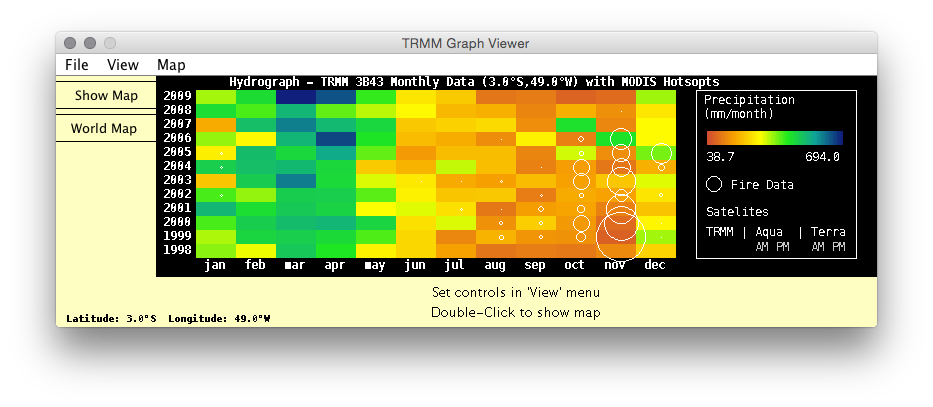 TRMM Graph Viewer
File View Map
Hydrograph - TRMM 3B43 Monthly Data (3.0°S,49.0°W) with MODIS Hotsopts
Show Map
World Map
2009
2008
2007
2006
2005
2004
2003
2002
2001
2000
1999
1998
jan feb mar apr may jun jul aug sep oct nov dec
Precipitation
(mm/month)
38.7 694.0
Fire Data
Satelites
TRMM | Aqua | Terra
AM PM AM PM
Set controls in 'View' menu
Double-Click to show map
Latitude: 3.0°S Longitude: 49.0°W